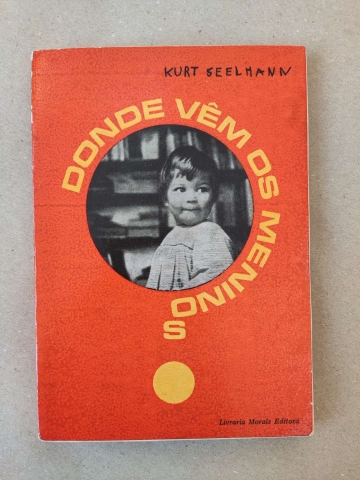 KURT SEELMANN
DONDE VÊM OS MENINOS
Livraria Morais Editora